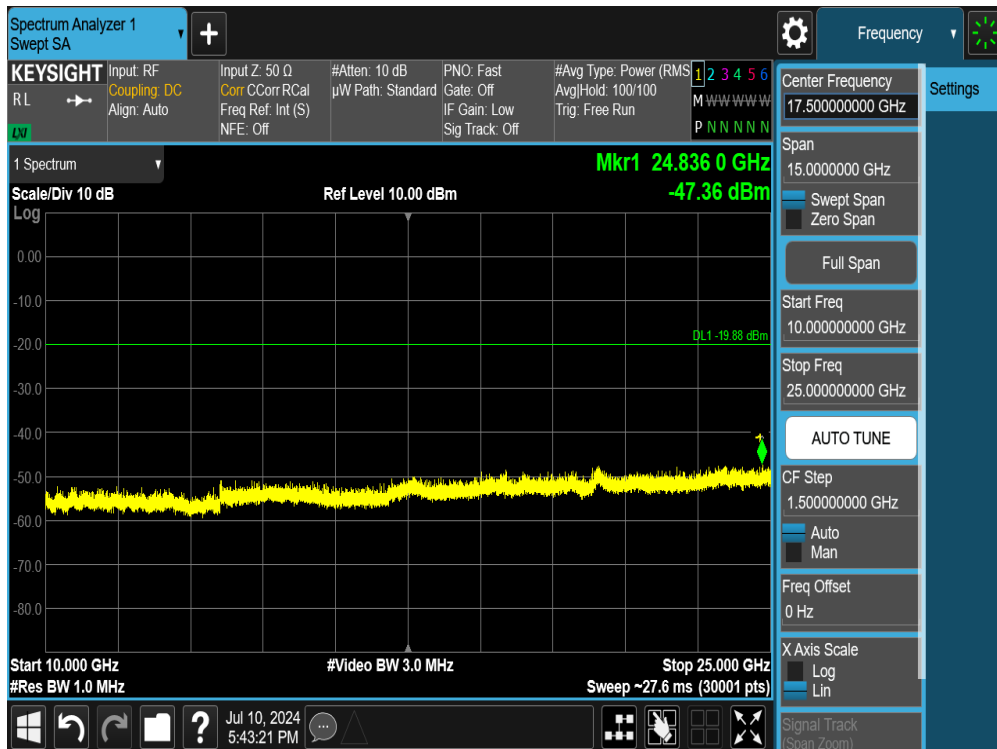 Spectrum Analyzer 1
Swept SA
Frequency
KEYSIGHT
R L
LXI
Input: RF
Coupling: DC
Align: Auto
Input Z: 50 Ω
Corr CCorr RCal
Freq Ref: Int (S)
NFE: Off
#Atten: 10 dB
µW Path: Standard
PNO: Fast
Gate: Off
IF Gain: Low
Sig Track: Off
#Avg Type: Power (RMS
Avg|Hold: 100/100
Trig: Free Run
1 2 3 4 5 6
M W W W W W
P N N N N N
1 Spectrum
Scale/Div 10 dB
Log
Ref Level 10.00 dBm
Mkr1 24.836 0 GHz
-47.36 dBm
0.00
-10.0
-20.0
-30.0
-40.0
-50.0
-60.0
-70.0
-80.0
DL1 -19.88 dBm
1
Start 10.000 GHz
#Res BW 1.0 MHz
#Video BW 3.0 MHz
Stop 25.000 GHz
Sweep ~27.6 ms (30001 pts)
Center Frequency
17.500000000 GHz
Settings
Span
15.0000000 GHz
Swept Span
Zero Span
Full Span
Start Freq
10.000000000 GHz
Stop Freq
25.000000000 GHz
AUTO TUNE
CF Step
1.500000000 GHz
Auto
Man
Freq Offset
0 Hz
X Axis Scale
Log
Lin
Signal Track
(Span Zoom)
?
Jul 10, 2024
5:43:21 PM